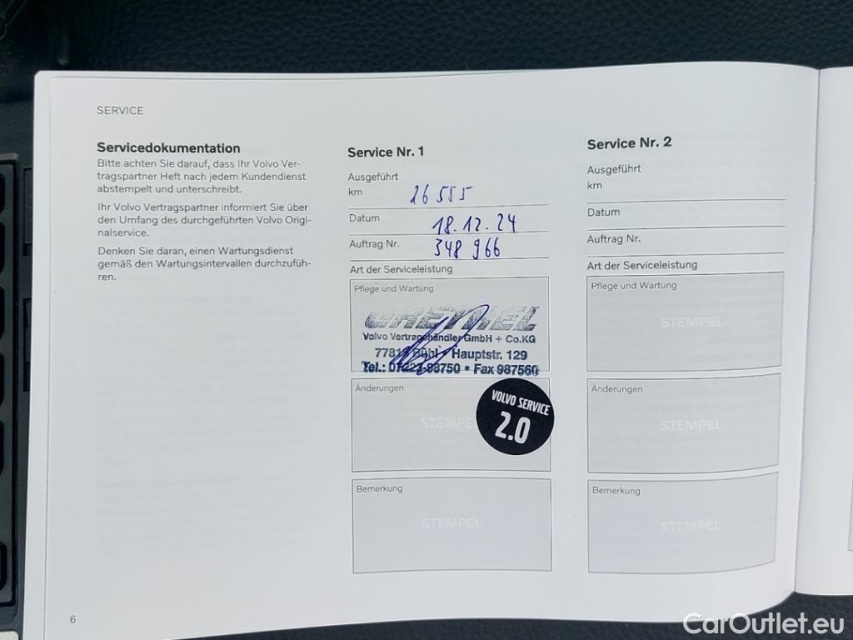 SERVICE
Servicedokumentation
Bitte achten Sie darauf, dass Ihr Volvo Ver-
tragspartner Heft nach jedem Kundendienst
abstempelt und unterschreibt.
Ihr Volvo Vertragspartner informiert Sie über
den Umfang des durchgeführten Volvo Origi-
nalservice.
Denken Sie daran, einen Wartungsdienst
gemäß den Wartungsintervallen durchzufüh-
ren.
6
Service Nr. 1
Ausgeführt
km 26 555
Datum 18.12.24
Auftrag Nr. 348 966
Art der Serviceleistung
Pflege und Wartung
Volvo Vertragshändler GmbH + Co.KG
Bühl • Hauptstr. 129
Tel.: • Fax 987560
Änderungen
STEMPE
VOLVO SERVICE
2.0
Bemerkung
STEMPEL
Service Nr. 2
Ausgeführt
km
Datum
Auftrag Nr.
Art der Serviceleistung
Pflege und Wartung
STEMPEL
Änderungen
STEMPEL
Bemerkung
STEMPEL
CarOutlet.eu